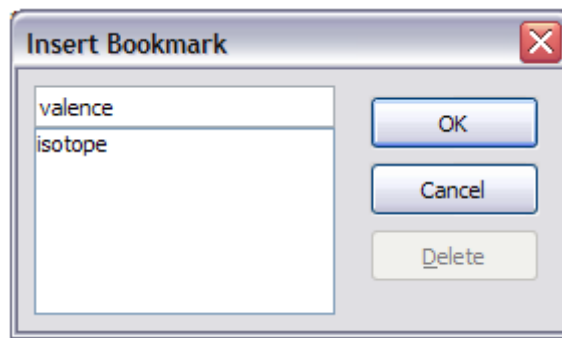 Insert Bookmark
valence
isotope
OK
Cancel
Delete